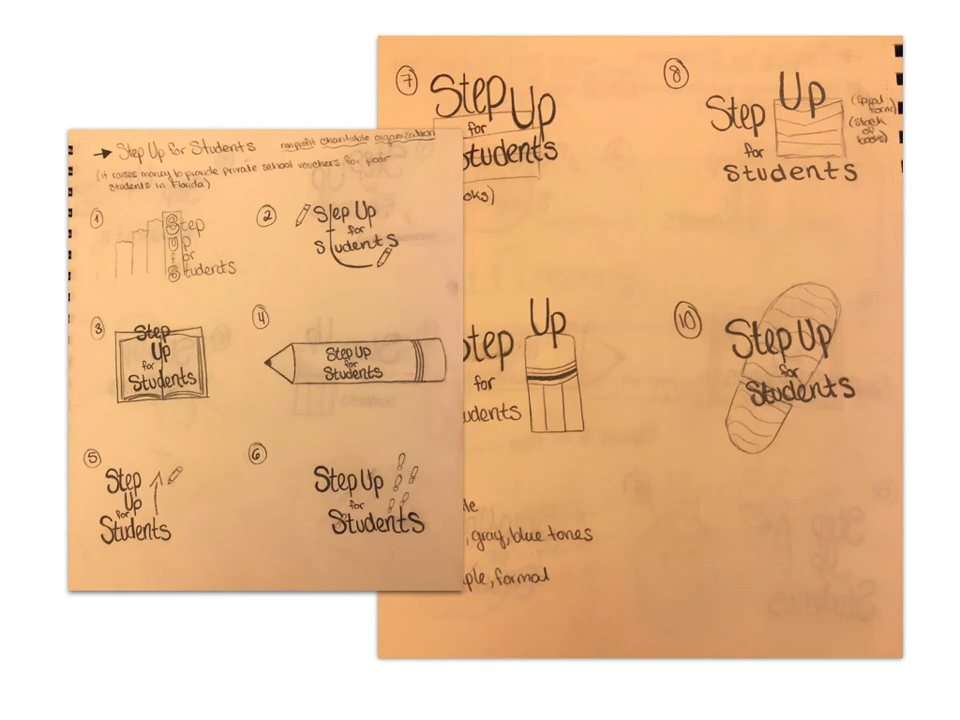 → Step Up for Students nonprofit charitable organization
(it raises money to provide private school vouchers for poor
students in Florida)
1
Step
Up
for
Students
2
Step Up
for
Students
3
Step
Up
for
Students
4
Step Up
for
Students
5
Step
Up
for
Students
6
Step Up
for
Students
7
Step Up
for
Students
oks)
8
Step Up
for
Students
(Spiral
form)
(Stack
of
books)
Step Up
for
udents
10
Step Up
for
Students
de
, gray, blue tones
ple, formal